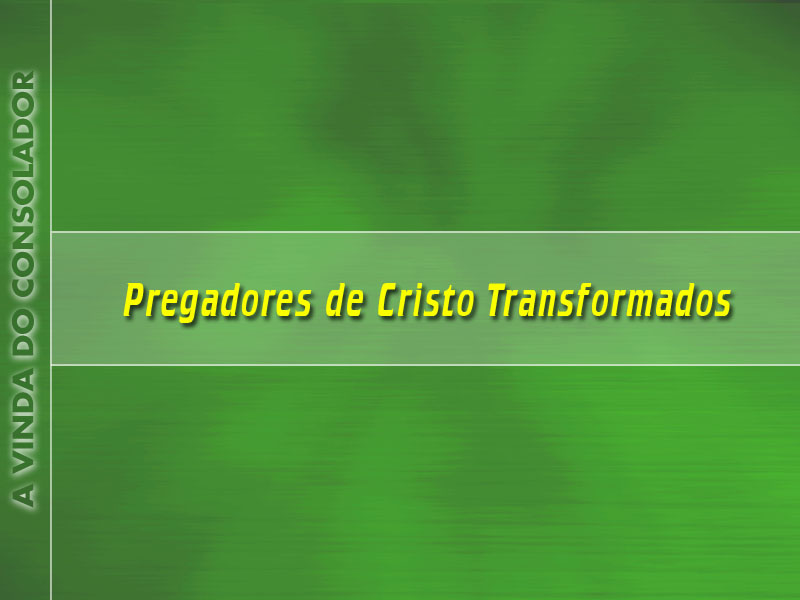 A VINDA DO CONSOLADOR
Pregadores de Cristo Transformados